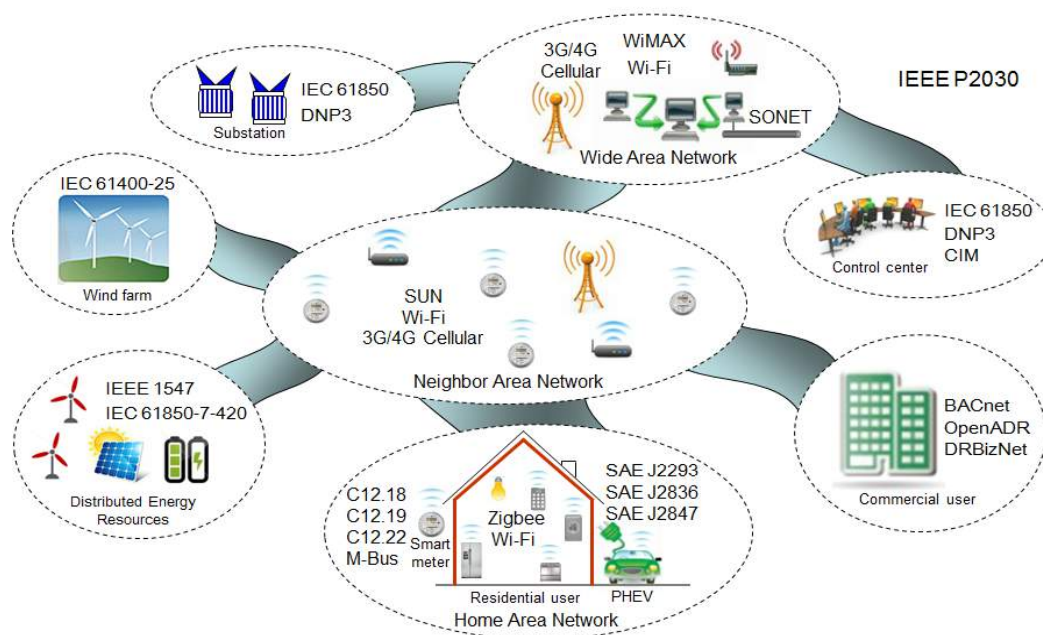 3G/4G
Cellular
WiMAX
Wi-Fi
SONET
Wide Area Network
IEEE P2030
IEC 61850
DNP3
Substation
IEC 61400-25
Wind farm
IEC 61850
DNP3
CIM
Control center
SUN
Wi-Fi
3G/4G Cellular
Neighbor Area Network
IEEE 1547
IEC 61850-7-420
Distributed Energy
Resources
BACnet
OpenADR
DRBizNet
Commercial user
C12.18
C12.19
C12.22
M-Bus
Smart
meter
Zigbee
Wi-Fi
SAE J2293
SAE J2836
SAE J2847
Residential user
PHEV
Home Area Network